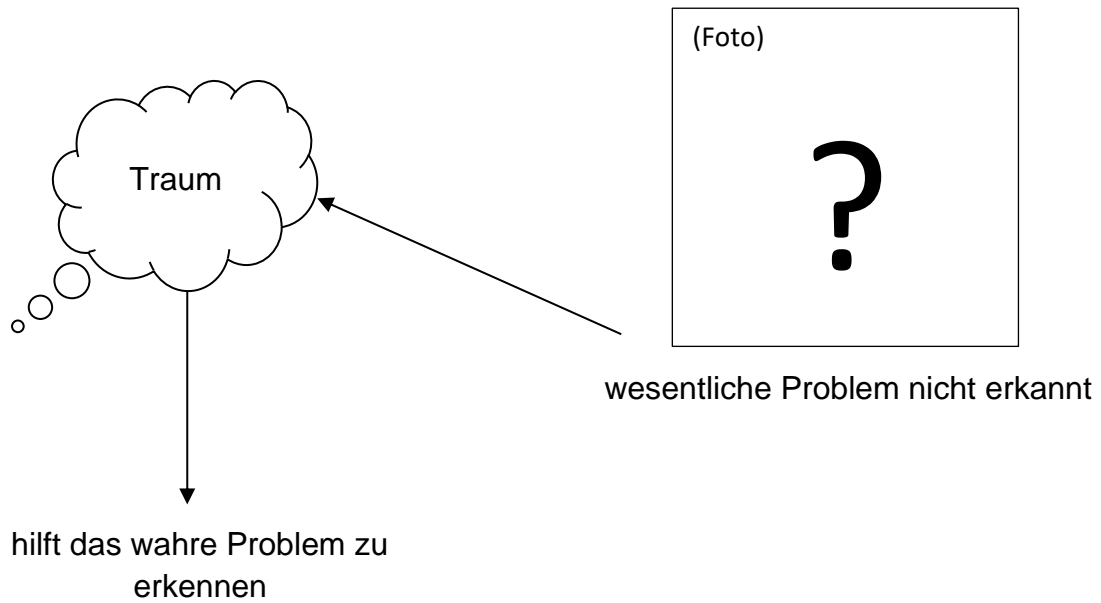 (Foto)
?
Traum
wesentliche Problem nicht erkannt
hilft das wahre Problem zu
erkennen